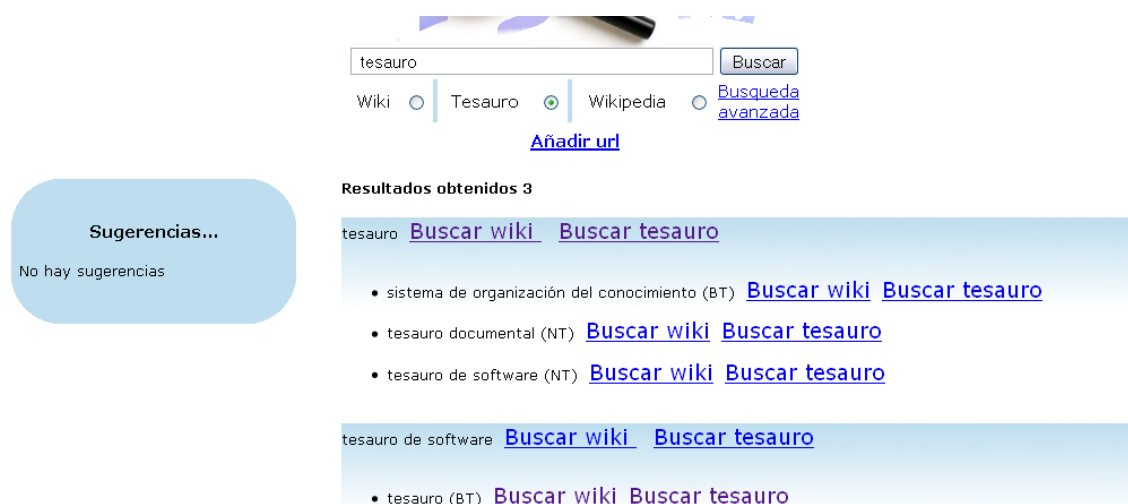 tesauro Buscar
Wiki Tesauro Wikipedia Busqueda avanzada
Añadir url
Resultados obtenidos 3
Sugerencias...
No hay sugerencias
tesauro Buscar wiki Buscar tesauro
• sistema de organización del conocimiento (BT) Buscar wiki Buscar tesauro
• tesauro documental (NT) Buscar wiki Buscar tesauro
• tesauro de software (NT) Buscar wiki Buscar tesauro
tesauro de software Buscar wiki Buscar tesauro
• tesauro (BT) Buscar wiki Buscar tesauro